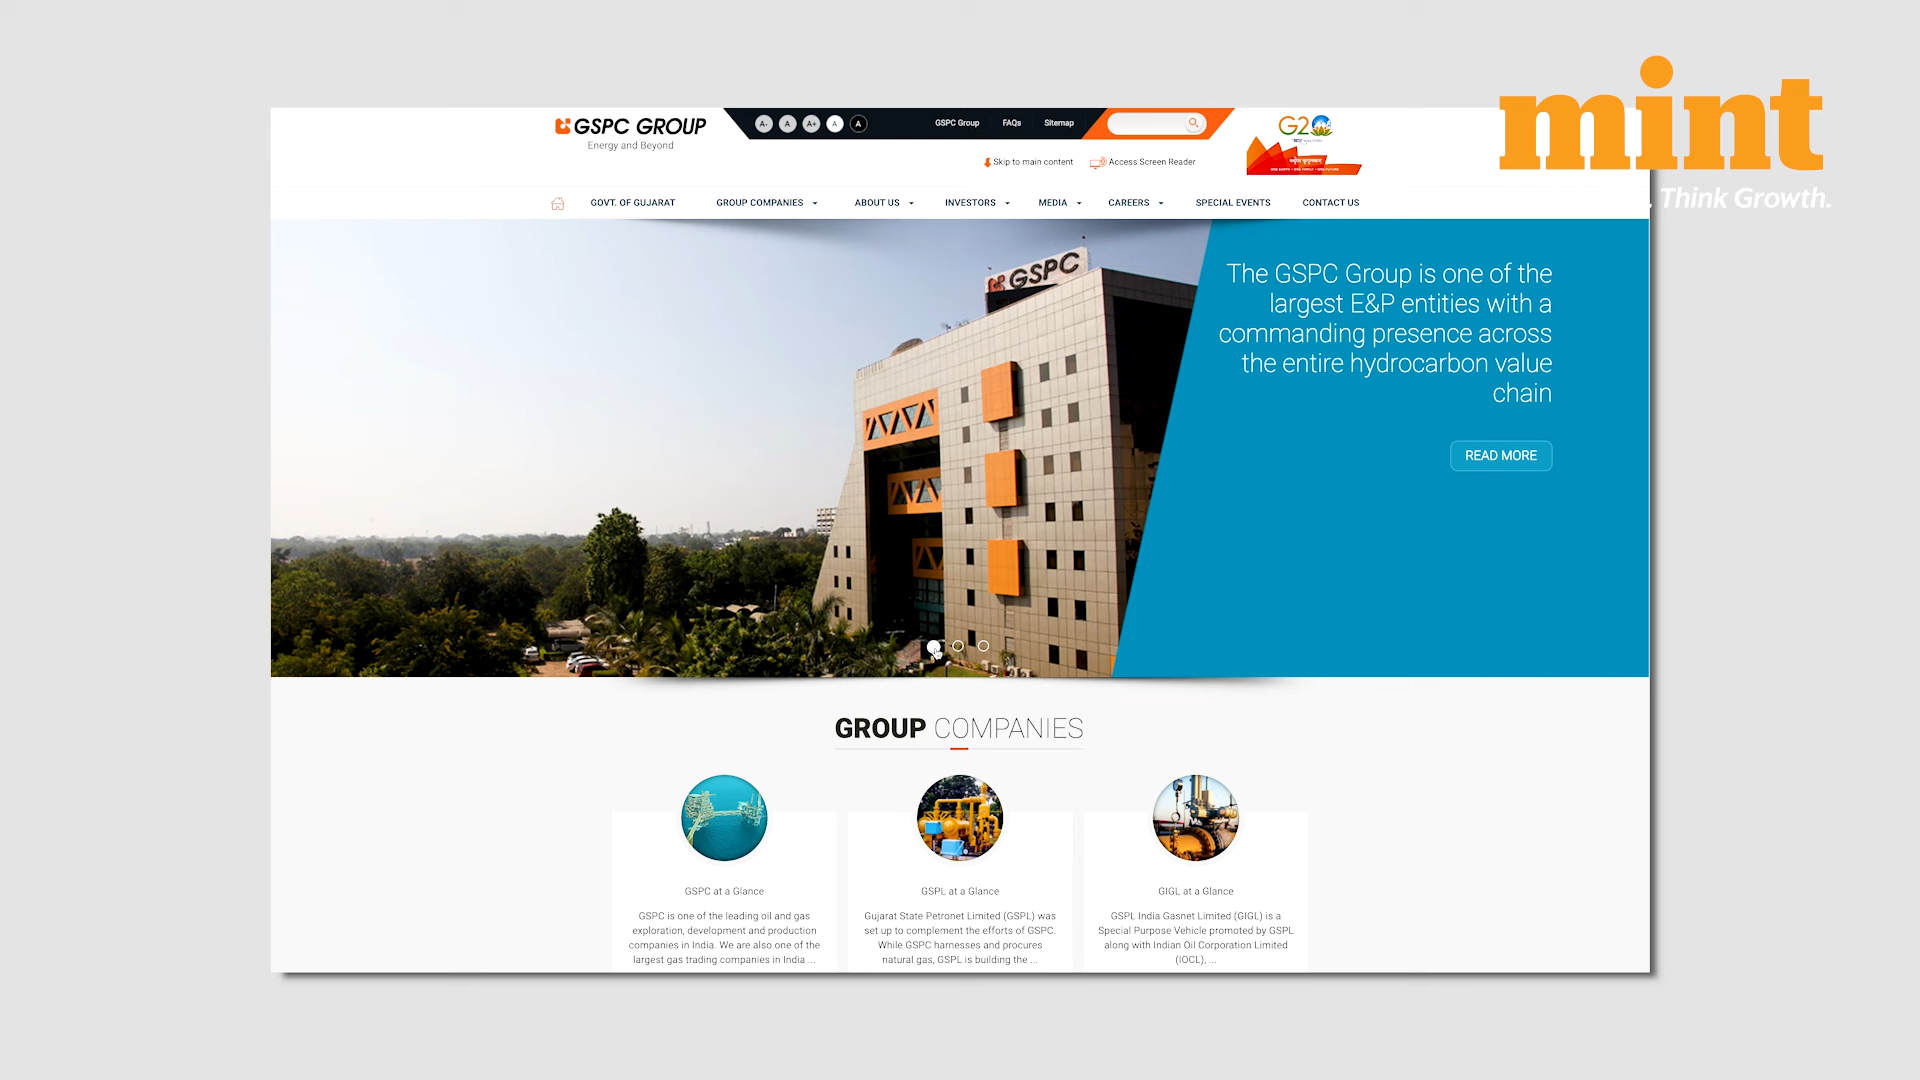 mint
. Think Growth.
GSPC GROUP
Energy and Beyond
A- A A+ A A
GSPC Group FAQs Sitemap
Skip to main content Access Screen Reader
G20
GOVT. OF GUJARAT GROUP COMPANIES ABOUT US INVESTORS MEDIA CAREERS SPECIAL EVENTS CONTACT US
GSPC
The GSPC Group is one of the
largest E&P entities with a
commanding presence across
the entire hydrocarbon value
chain
READ MORE
GROUP COMPANIES
GSPC at a Glance
GSPC is one of the leading oil and gas
exploration, development and production
companies in India. We are also one of the
largest gas trading companies in India ...
GSPL at a Glance
Gujarat State Petronet Limited (GSPL) was
set up to complement the efforts of GSPC.
While GSPC harnesses and procures
natural gas, GSPL is building the ...
GIGL at a Glance
GSPL India Gasnet Limited (GIGL) is a
Special Purpose Vehicle promoted by GSPL
along with Indian Oil Corporation Limited
(IOCL), ...